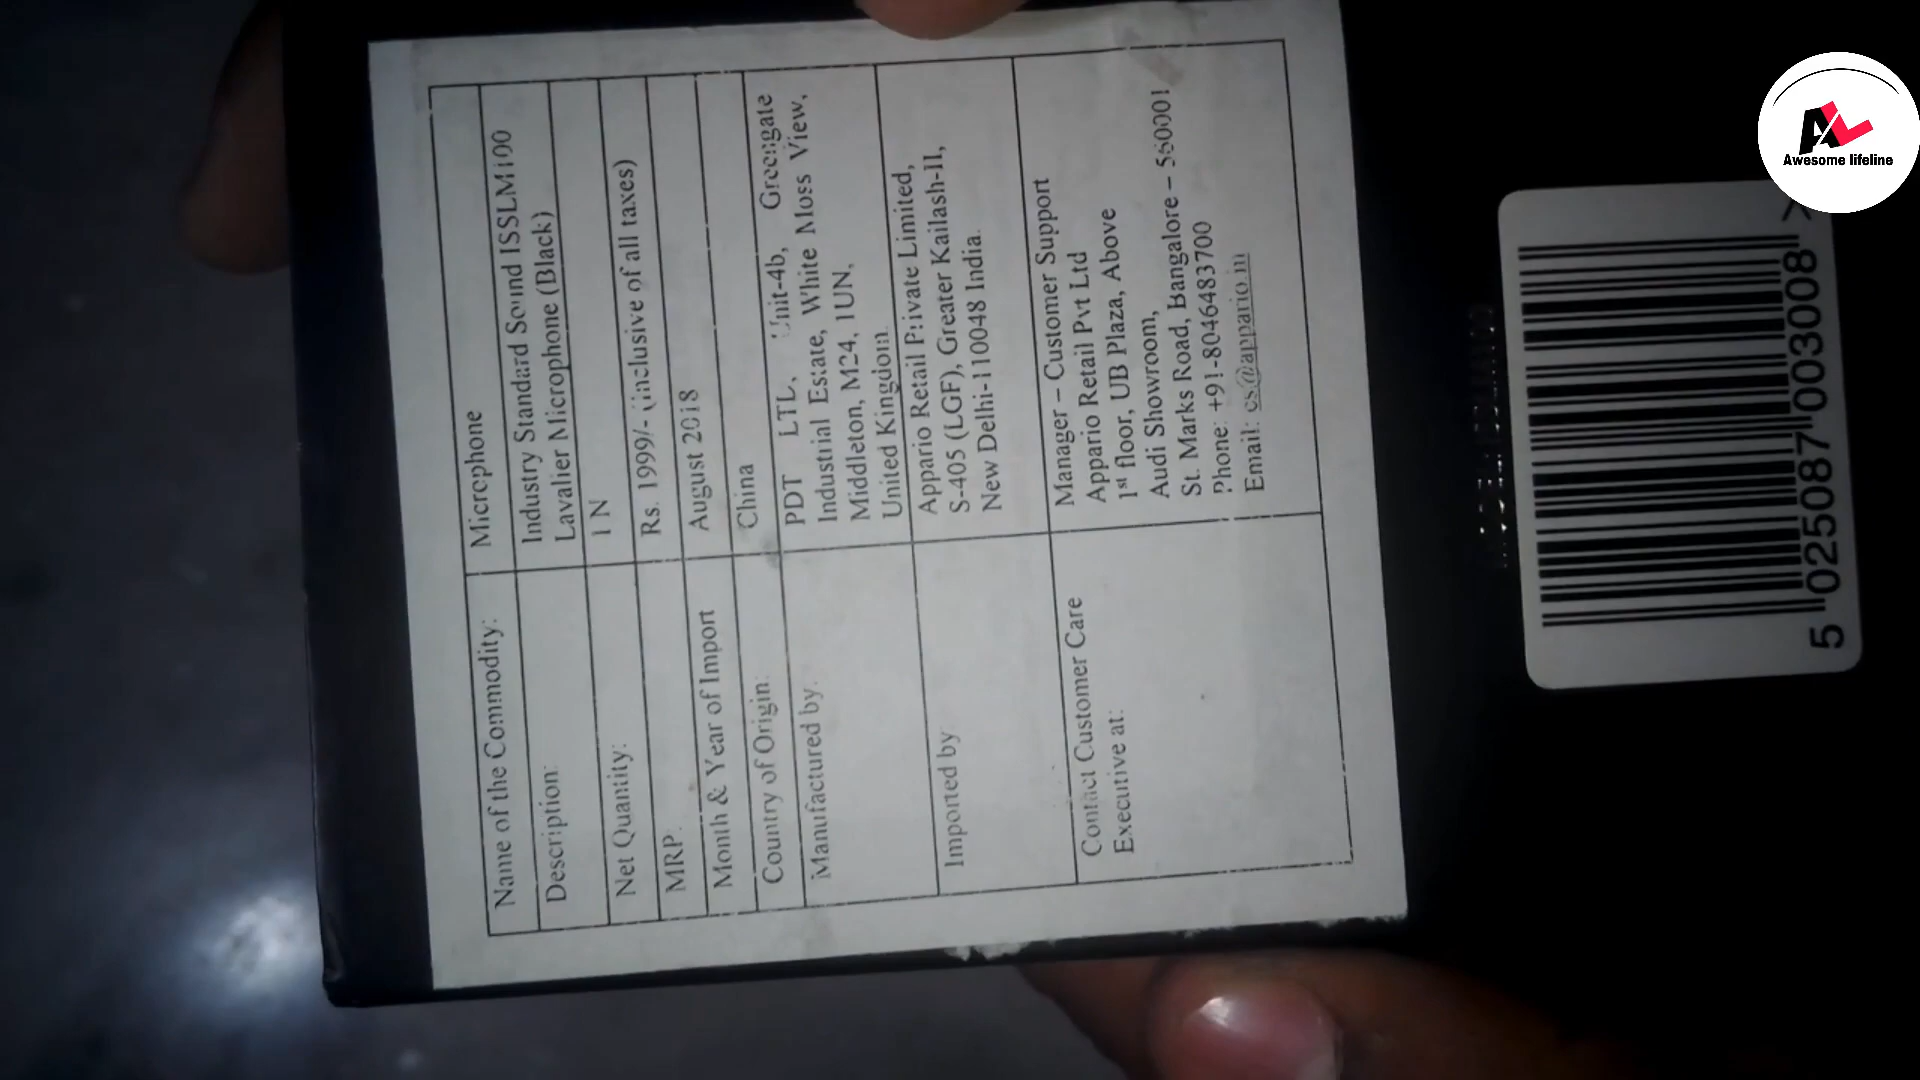 Name of the Commodity: Microphone
Description: Industry Standard Sound ISSLM100
Lavalier Microphone (Black)
Net Quantity: 1 N
MRP: Rs. 1999/- (inclusive of all taxes)
Month & Year of Import August 2018
Country of Origin: China
Manufactured by: PDT LTL, Unit-4b, Greengate
Industrial Estate, White Moss View,
Middleton, M24, 1UN,
United Kingdom.
Imported by Appario Retail Private Limited,
S-405 (LGF), Greater Kailash-II,
New Delhi-110048 India.
Contact Customer Care
Executive at:
Manager – Customer Support
Appario Retail Pvt Ltd
1st floor, UB Plaza, Above
Audi Showroom,
St. Marks Road, Bangalore – 560001
Phone: +91-8046483700
Email: cs@appario.in
5 025087 003008 >
AL
Awesome lifeline